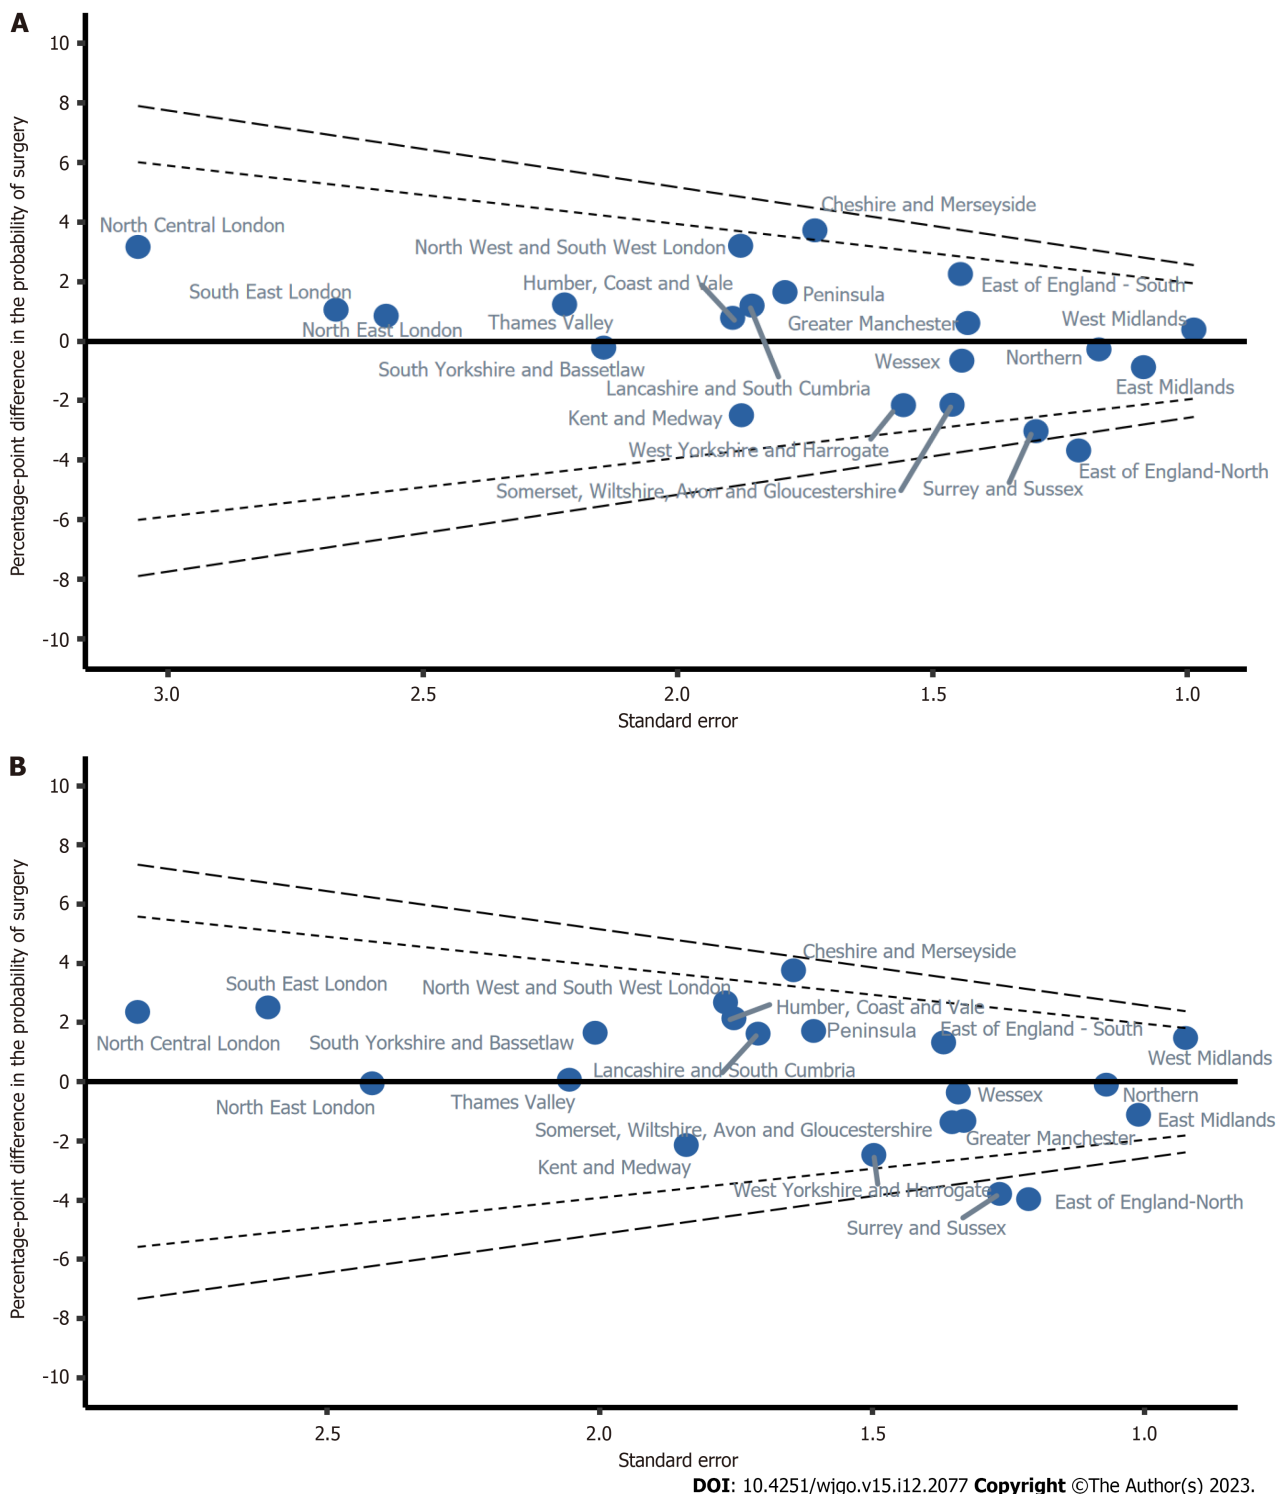 A
10
8
6
4
2
0
-2
-4
-6
-8
-10
Percentage-point difference in the probability of surgery
North Central London
Cheshire and Merseyside
North West and South West London
Humber, Coast and Vale
East of England - South
South East London
Peninsula
North East London
Thames Valley
Greater Manchester
West Midlands
South Yorkshire and Bassetlaw
Wessex
Northern
Lancashire and South Cumbria
East Midlands
Kent and Medway
West Yorkshire and Harrogate
East of England-North
Somerset, Wiltshire, Avon and Gloucestershire
Surrey and Sussex
3.0 2.5 2.0 1.5 1.0
Standard error
B
10
8
6
4
2
0
-2
-4
-6
-8
-10
Percentage-point difference in the probability of surgery
Cheshire and Merseyside
South East London
North West and South West London
Humber, Coast and Vale
North Central London
South Yorkshire and Bassetlaw
Peninsula
East of England - South
West Midlands
Lancashire and South Cumbria
North East London
Thames Valley
Wessex
Northern
East Midlands
Somerset, Wiltshire, Avon and Gloucestershire
Greater Manchester
Kent and Medway
West Yorkshire and Harrogate
East of England-North
Surrey and Sussex
2.5 2.0 1.5 1.0
Standard error
DOI: 10.4251/wjgo.v15.i12.2077 Copyright ©The Author(s) 2023.